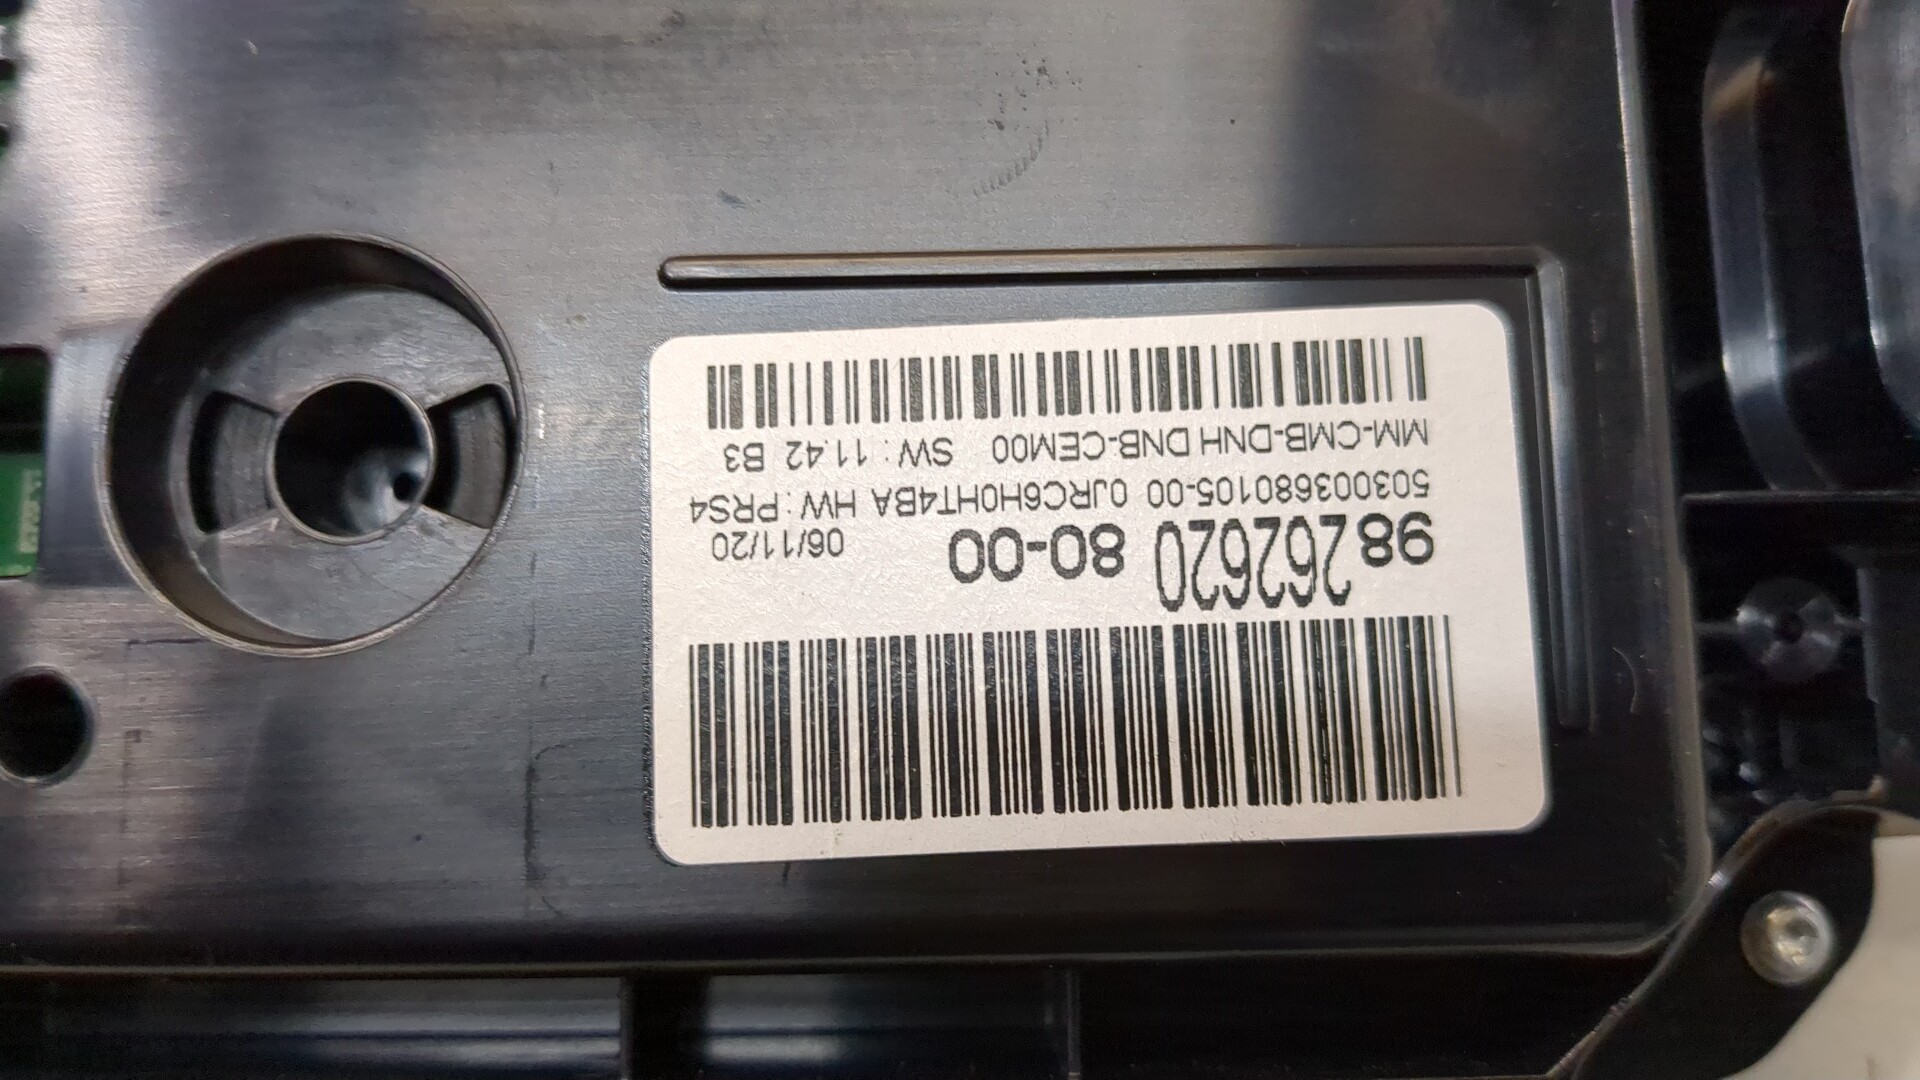 98 262620 80-00 06/11/20
503003680105-00 0JRC6H0HT4BA HW: PRS4
MM-CMB-DNH DNB-CEM00 SW: 11.42 B3